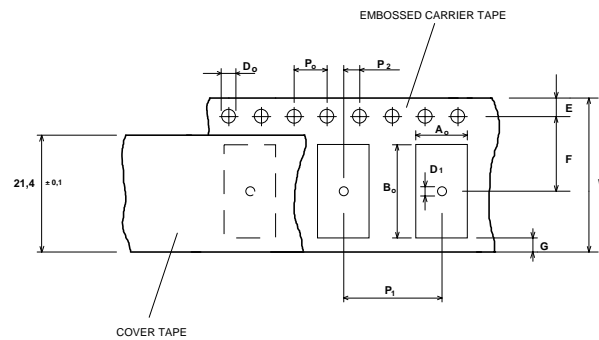 EMBOSSED CARRIER TAPE
Do Po P2
E
Ao
F
D1
21,4 ± 0,1
Bo
G
P1
COVER TAPE